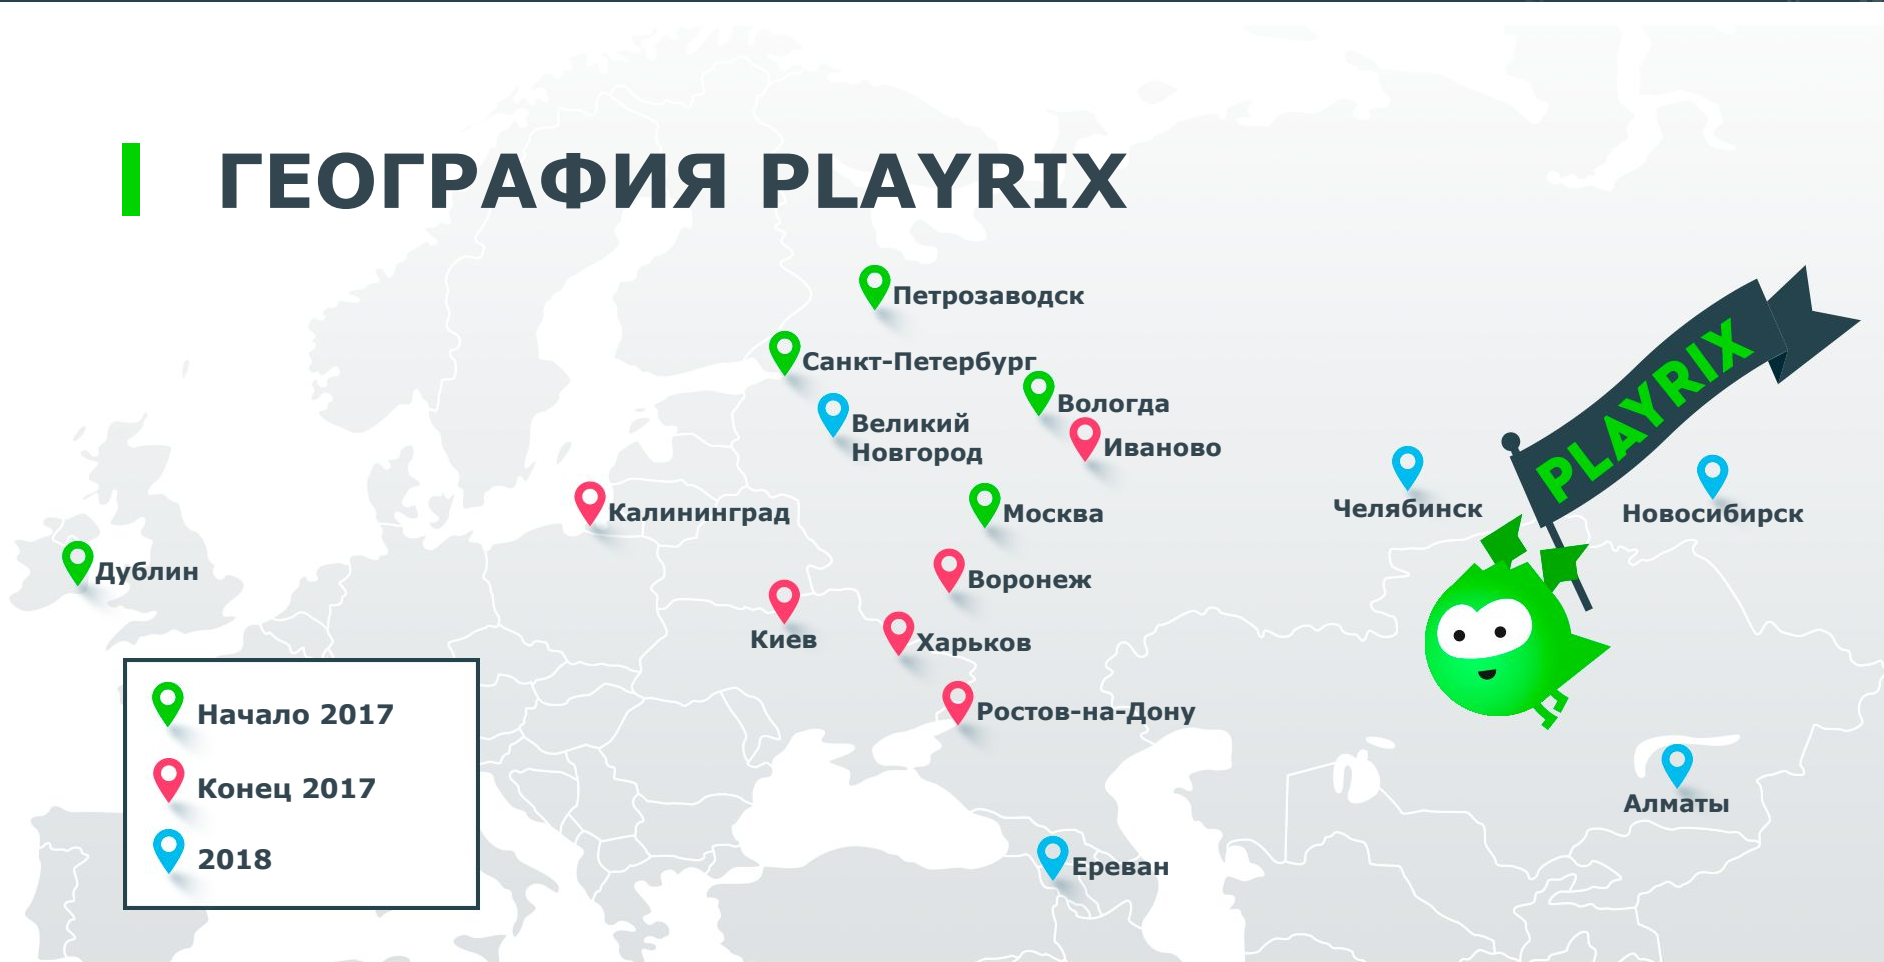 ГЕОГРАФИЯ PLAYRIX
Петрозаводск
Санкт-Петербург
Вологда
Великий
Новгород
Иваново
PLAYRIX
Калининград
Москва
Челябинск
Новосибирск
Дублин
Воронеж
Киев
Харьков
Ростов-на-Дону
Начало 2017
Конец 2017
2018
Алматы
Ереван